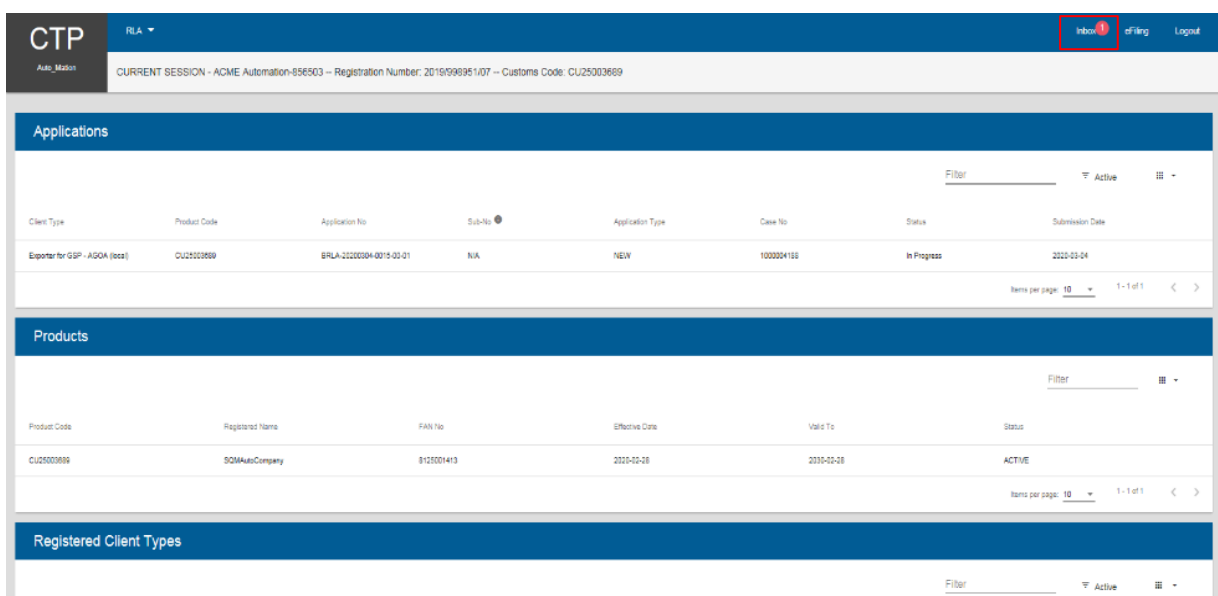 CTP
Auto_Mation
RLA
Inbox 1 eFiling Logout
CURRENT SESSION - ACME Automation-856503 -- Registration Number: 2019/998951/07 -- Customs Code: CU25003689
Applications
Filter Active
Client Type Product Code Application No Sub-No Application Type Case No Status Submission Date
Exporter for GSP - AGOA (local) CU25003689 BRLA-20200304-0015-00-01 N/A NEW 1000004188 In Progress 2020-03-04
Items per page: 10 1 - 1 of 1
Products
Filter
Product Code Registered Name FAN No Effective Date Valid To Status
CU25003689 SQMAutoCompany 8125001413 2020-02-28 2030-02-28 ACTIVE
Items per page: 10 1 - 1 of 1
Registered Client Types
Filter Active